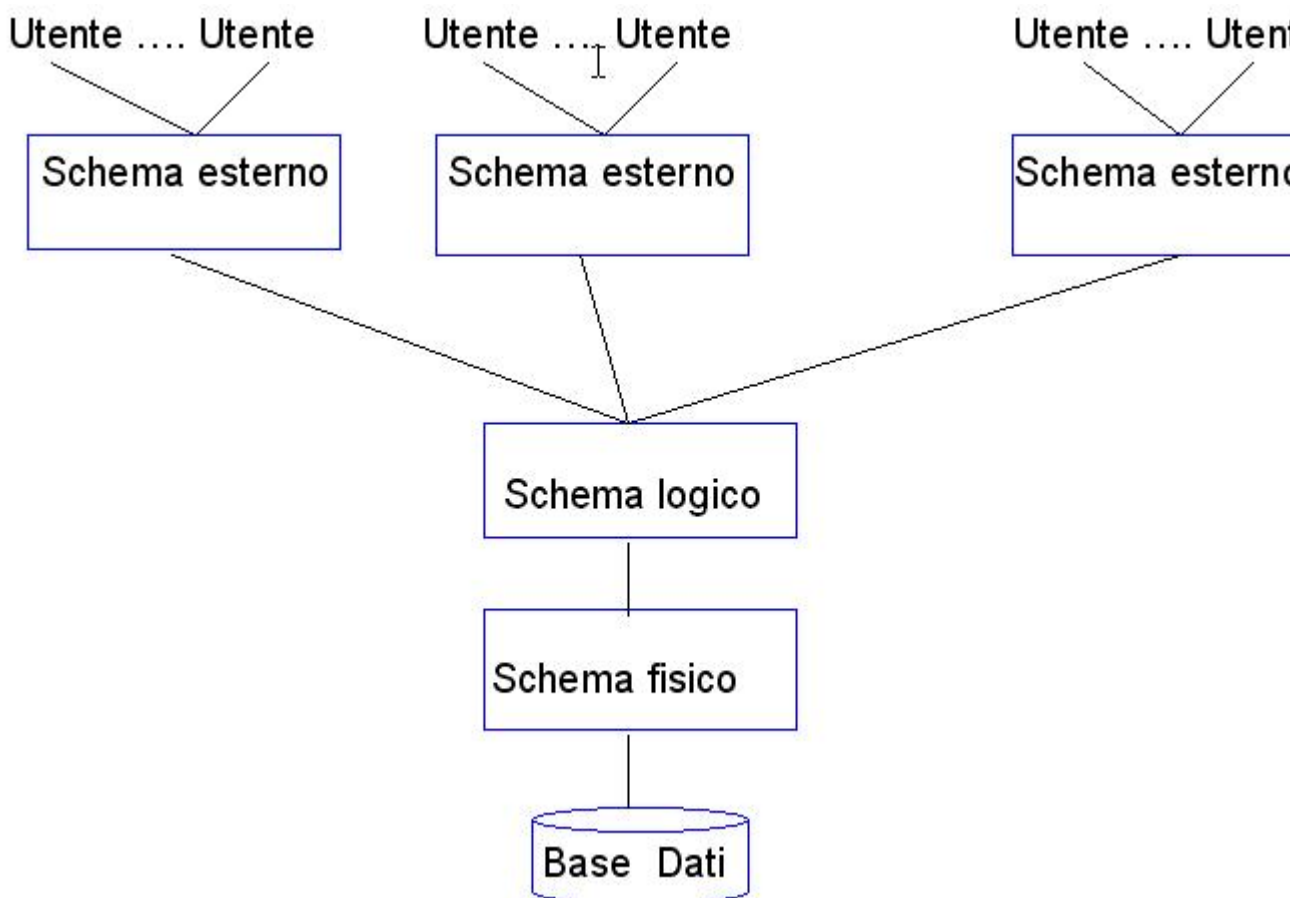 Utente .... Utente
Utente .... Utente
Utente .... Utent
Schema esterno
Schema esterno
Schema esterno
Schema logico
Schema fisico
Base Dati